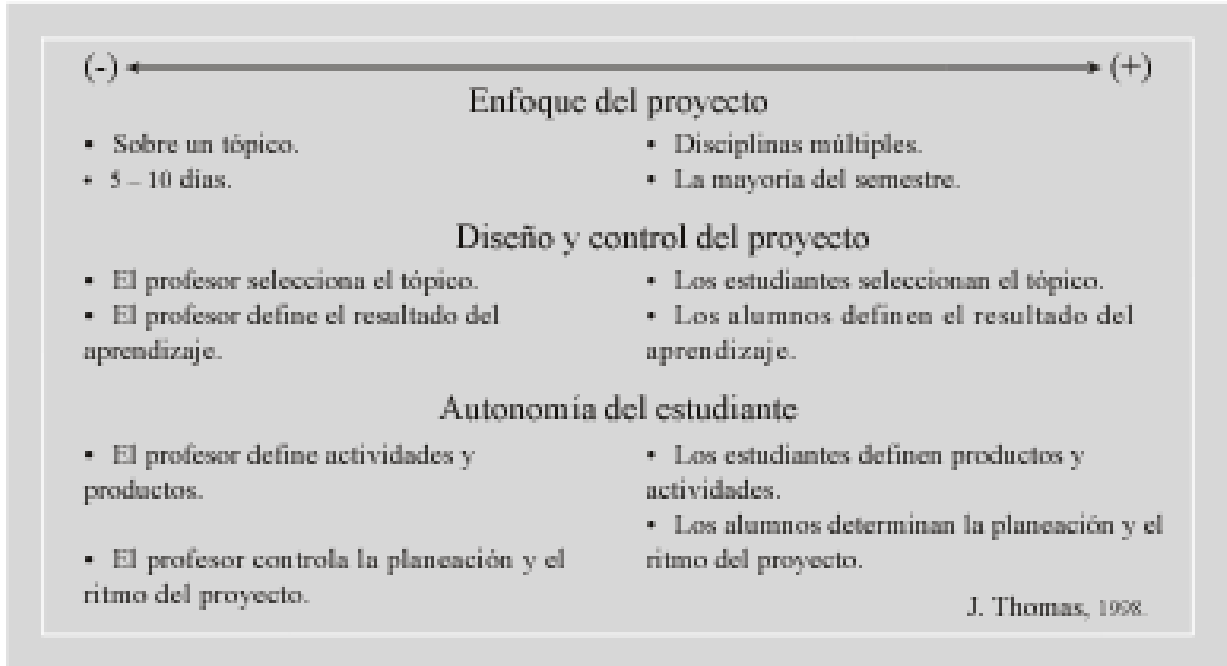 (-) (+)
Enfoque del proyecto
• Sobre un tópico.
• 5 – 10 días.
• Disciplinas múltiples.
• La mayoría del semestre.
Diseño y control del proyecto
• El profesor selecciona el tópico.
• El profesor define el resultado del
aprendizaje.
• Los estudiantes seleccionan el tópico.
• Los alumnos definen el resultado del
aprendizaje.
Autonomía del estudiante
• El profesor define actividades y
productos.
• El profesor controla la planeación y el
ritmo del proyecto.
• Los estudiantes definen productos y
actividades.
• Los alumnos determinan la planeación y el
ritmo del proyecto.
J. Thomas, 1998.